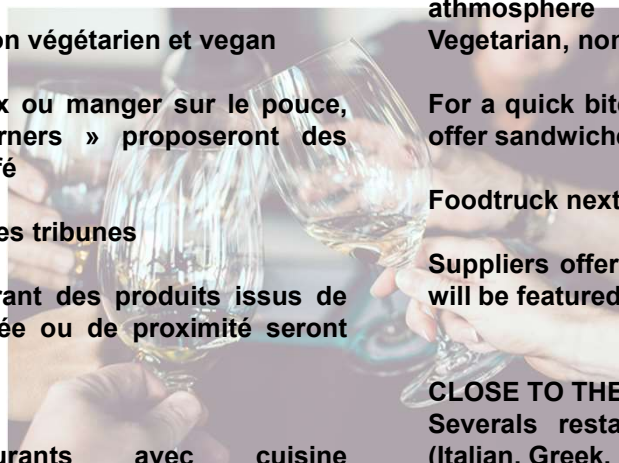 on végétarien et vegan
x ou manger sur le pouce,
rners » proposeront des
fé
es tribunes
rant des produits issus de
ée ou de proximité seront
urants avec cuisine
athmosphere
Vegetarian, non
For a quick bite
offer sandwiche
Foodtruck next
Suppliers offer
will be featured
CLOSE TO THE
Severals resta
(Italian, Greek,